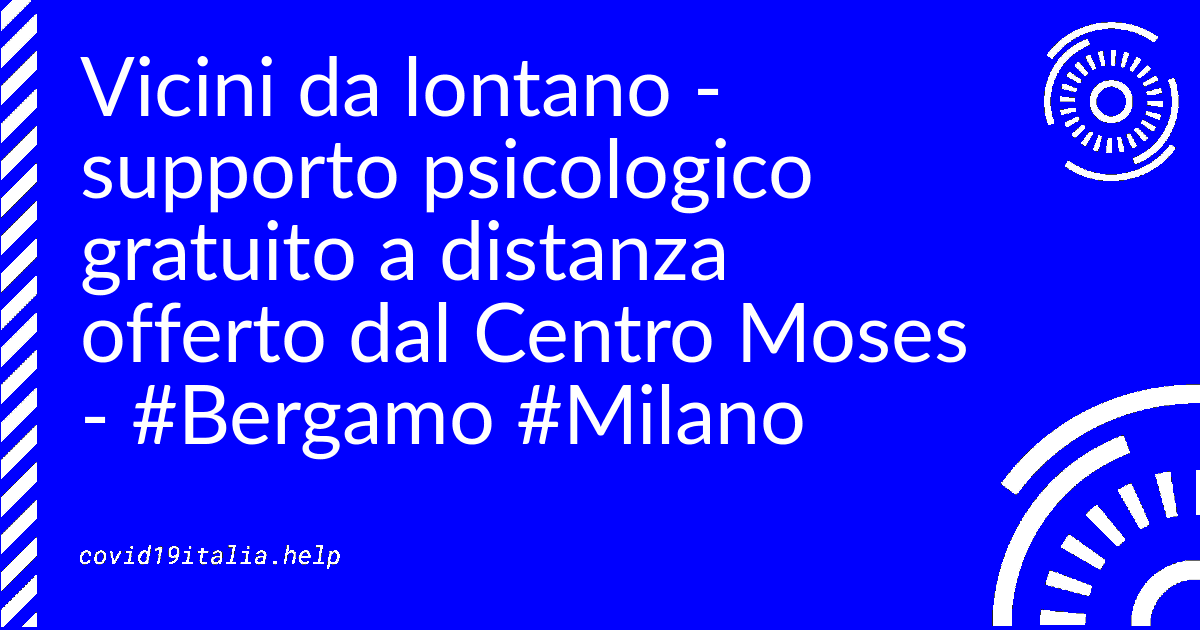 Vicini da lontano -
supporto psicologico
gratuito a distanza
offerto dal Centro Moses
- #Bergamo #Milano
covid19italia.help